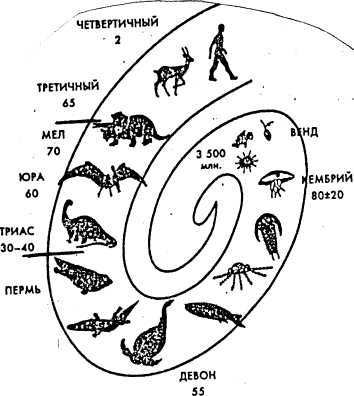 ЧЕТВЕРТИЧНЫЙ
2
ТРЕТИЧНЫЙ
65
МЕЛ
70
ЮРА
60
ТРИАС
30–40
ПЕРМЬ
ДЕВОН
55
3 500
млн.
ВЕНД
КЕМБРИЙ
80±20